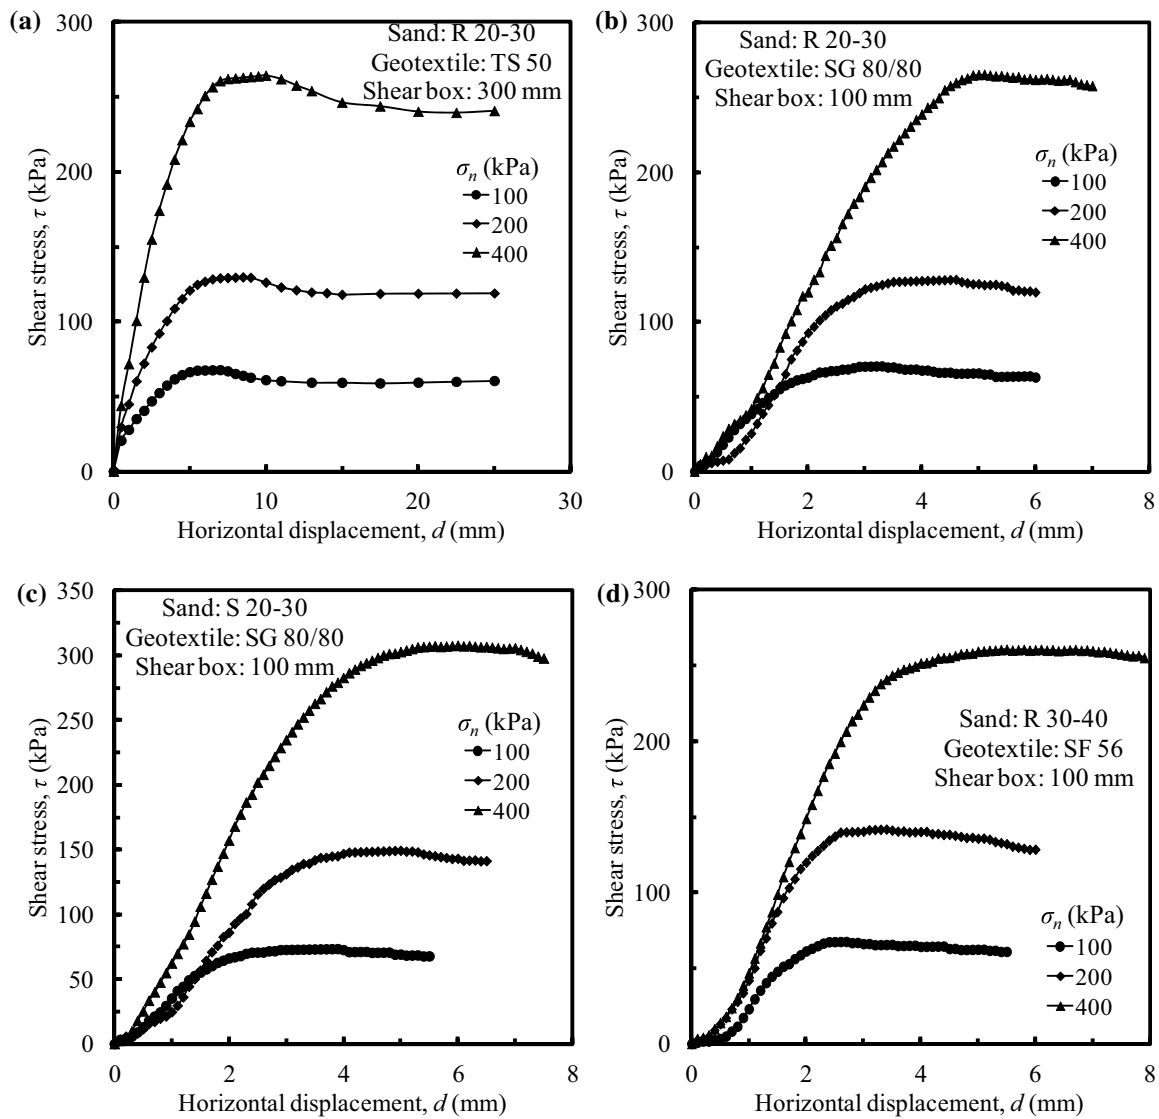 (a)
300
200
100
0
0
10
20
30
Shear stress, τ (kPa)
Horizontal displacement, d (mm)
Sand: R 20-30
Geotextile: TS 50
Shear box: 300 mm
σn (kPa)
100
200
400
(b)
300
200
100
0
0
2
4
6
8
Shear stress, τ (kPa)
Horizontal displacement, d (mm)
Sand: R 20-30
Geotextile: SG 80/80
Shear box: 100 mm
σn (kPa)
100
200
400
(c)
350
300
250
200
150
100
50
0
0
2
4
6
8
Shear stress, τ (kPa)
Horizontal displacement, d (mm)
Sand: S 20-30
Geotextile: SG 80/80
Shear box: 100 mm
σn (kPa)
100
200
400
(d)
300
200
100
0
0
2
4
6
8
Shear stress, τ (kPa)
Horizontal displacement, d (mm)
Sand: R 30-40
Geotextile: SF 56
Shear box: 100 mm
σn (kPa)
100
200
400